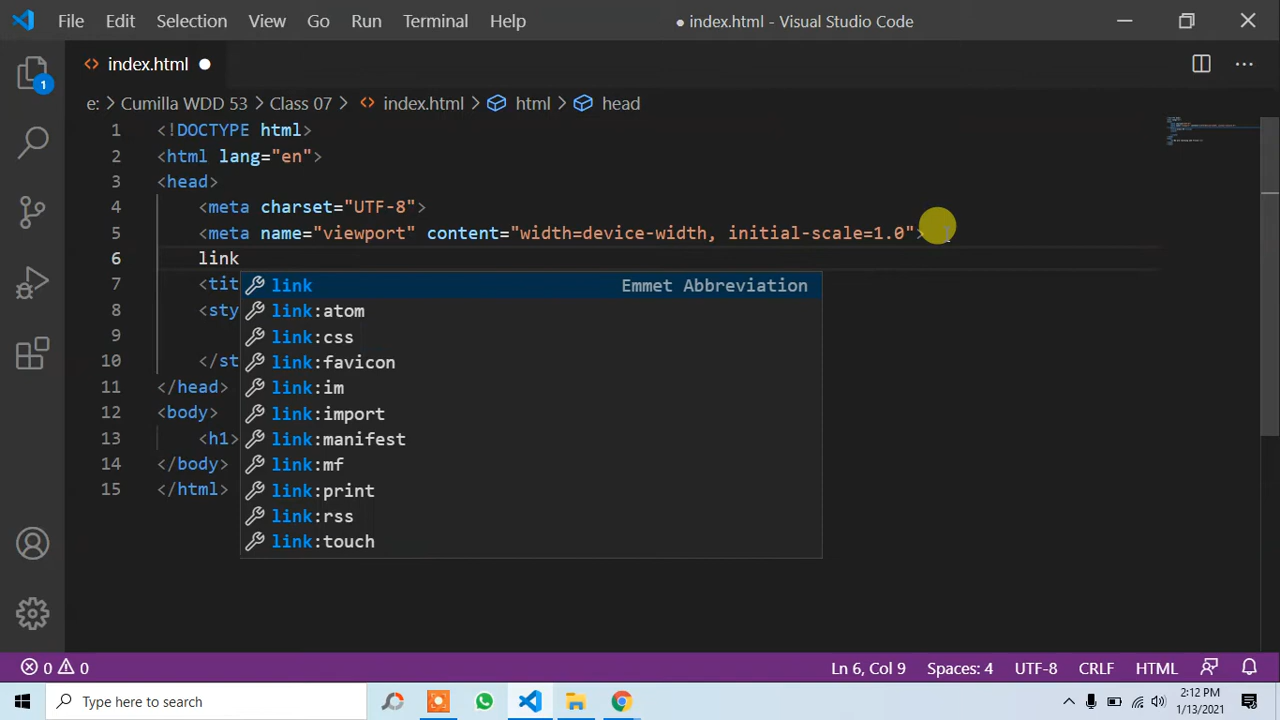 File Edit Selection View Go Run Terminal Help ● index.html - Visual Studio Code
index.html
e: > Cumilla WDD 53 > Class 07 > index.html > html > head
1 <!DOCTYPE html>
2 <html lang="en">
3 <head>
4 <meta charset="UTF-8">
5 <meta name="viewport" content="width=device-width, initial-scale=1.0">
6 link
7 <tit
8 <sty
9
10 </st
11 </head>
12 <body>
13 <h1>
14 </body>
15 </html>
link Emmet Abbreviation
link:atom
link:css
link:favicon
link:im
link:import
link:manifest
link:mf
link:print
link:rss
link:touch
1
0 0 Ln 6, Col 9 Spaces: 4 UTF-8 CRLF HTML
Type here to search
2:12 PM
1/13/2021